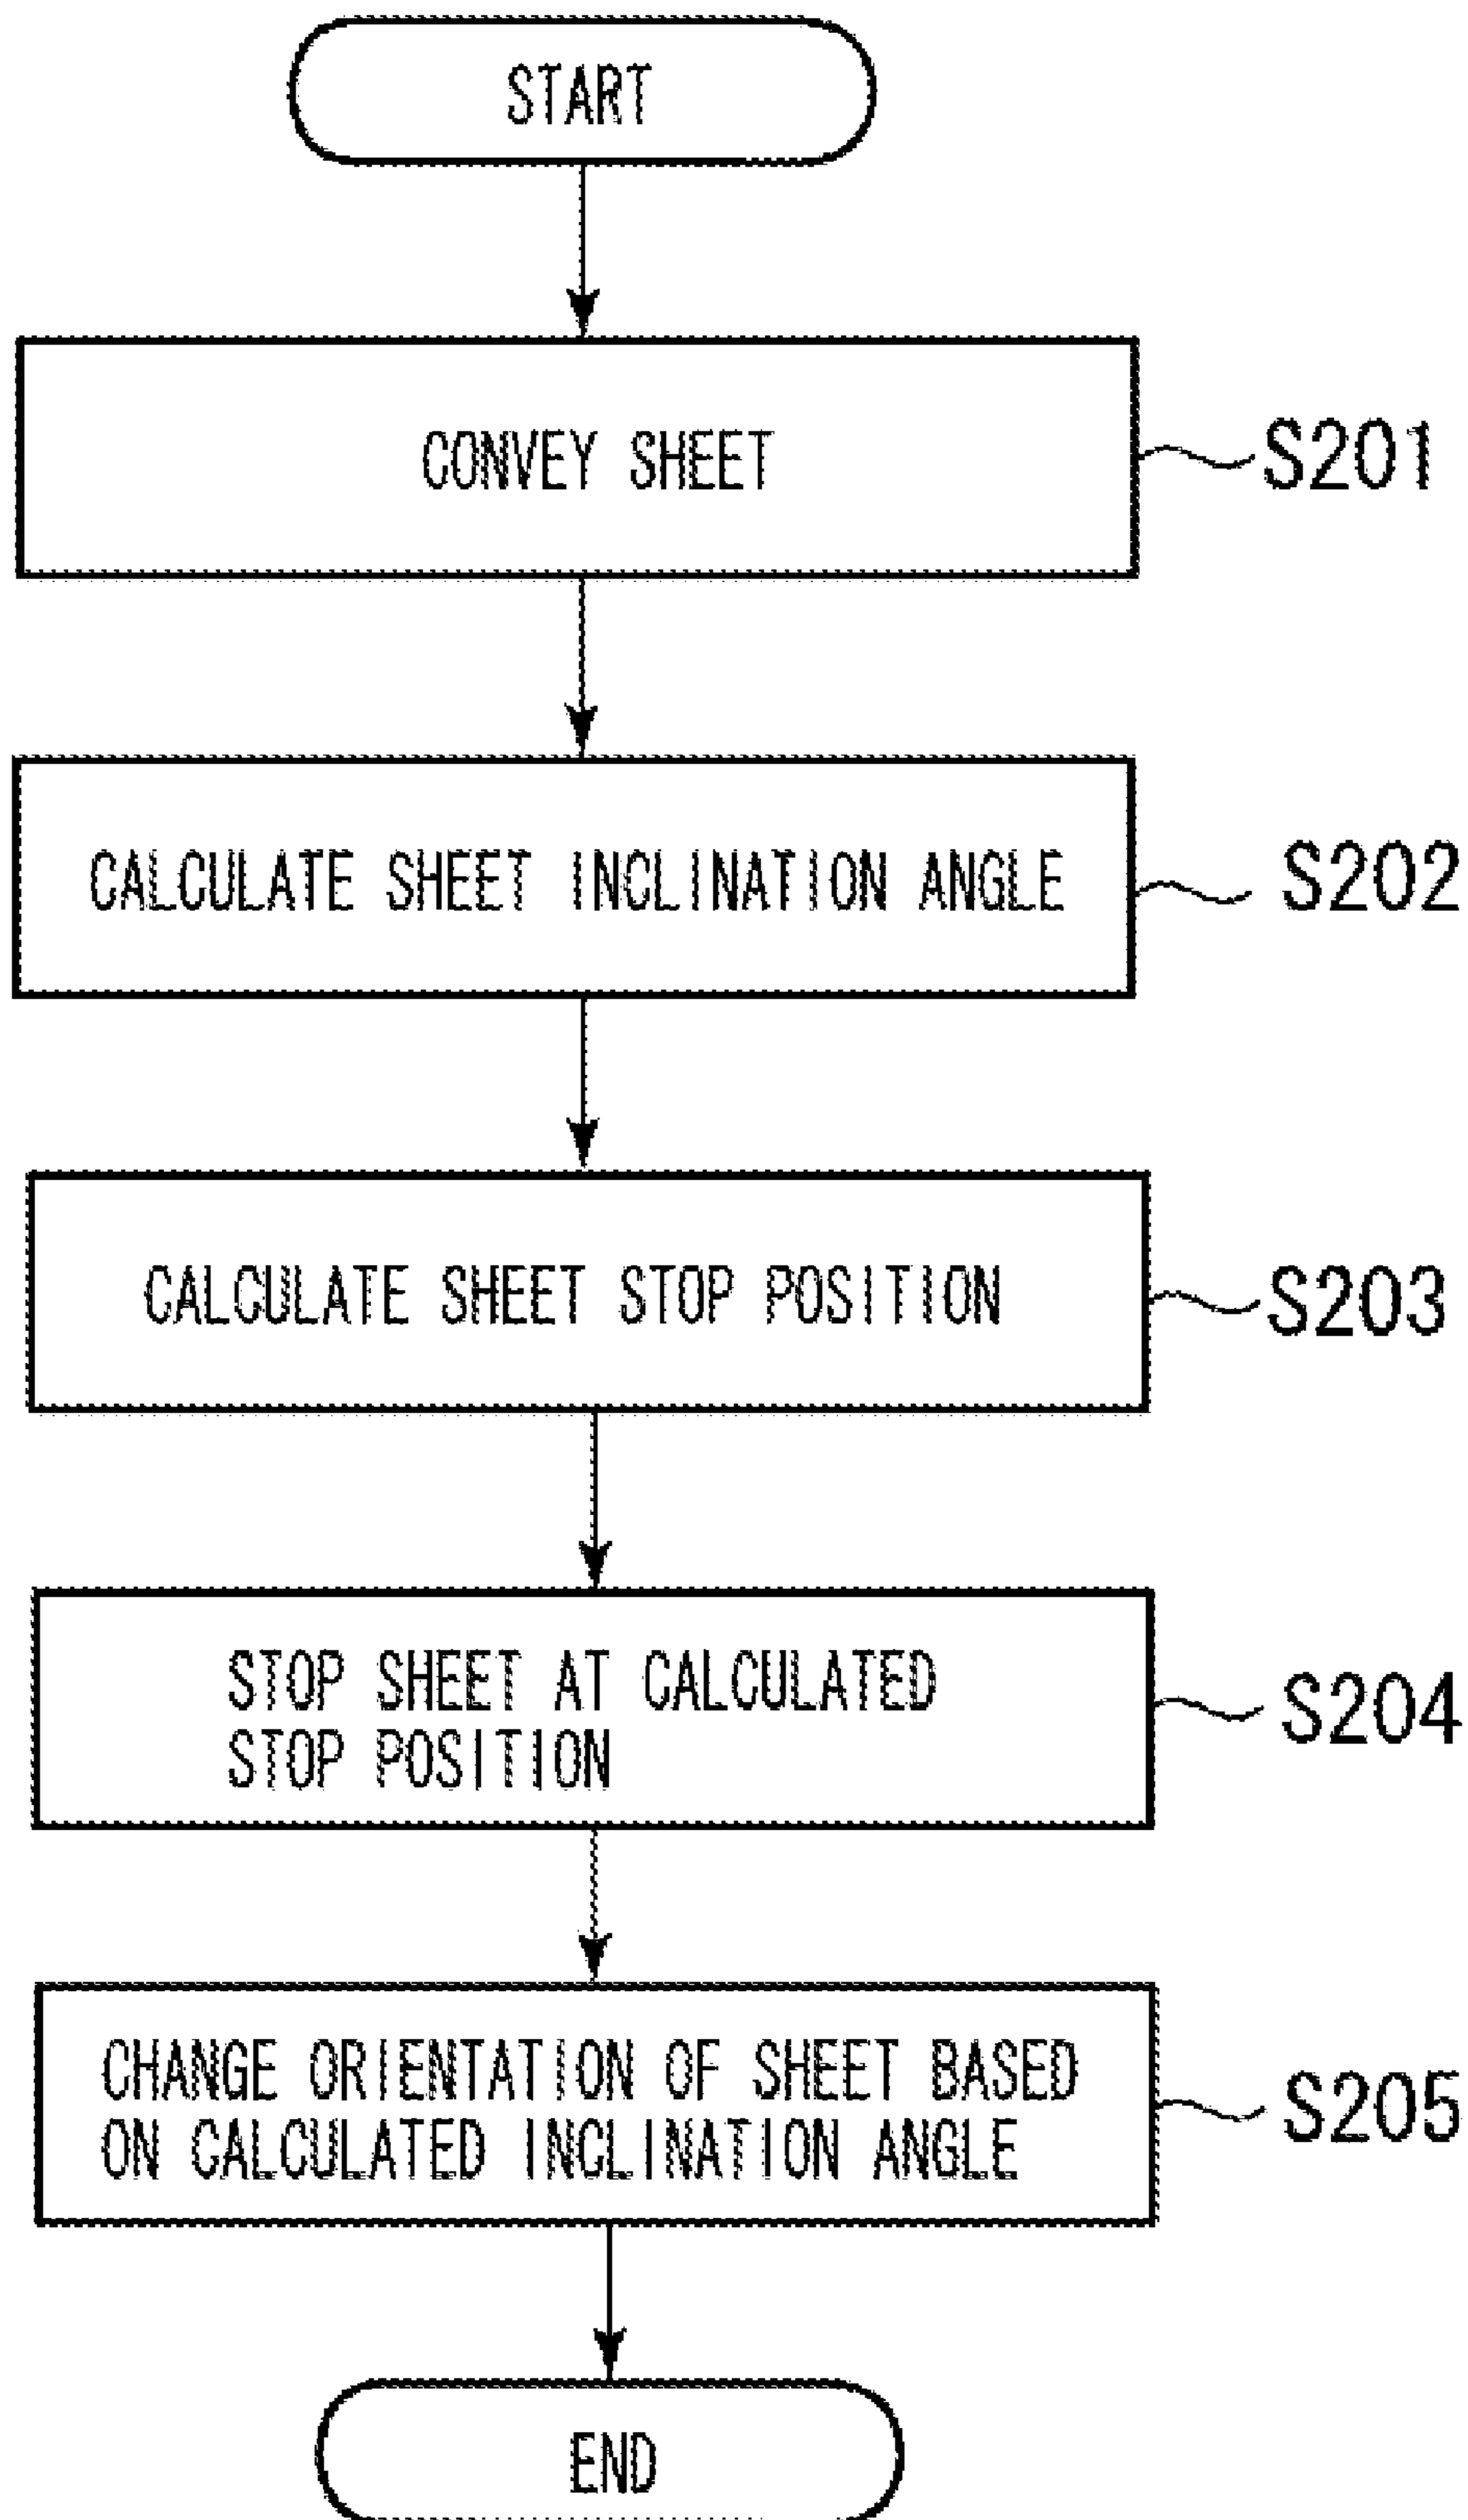 START
CONVEY SHEET
S201
CALCULATE SHEET INCLINATION ANGLE
S202
CALCULATE SHEET STOP POSITION
S203
STOP SHEET AT CALCULATED
STOP POSITION
S204
CHANGE ORIENTATION OF SHEET BASED
ON CALCULATED INCLINATION ANGLE
S205
END